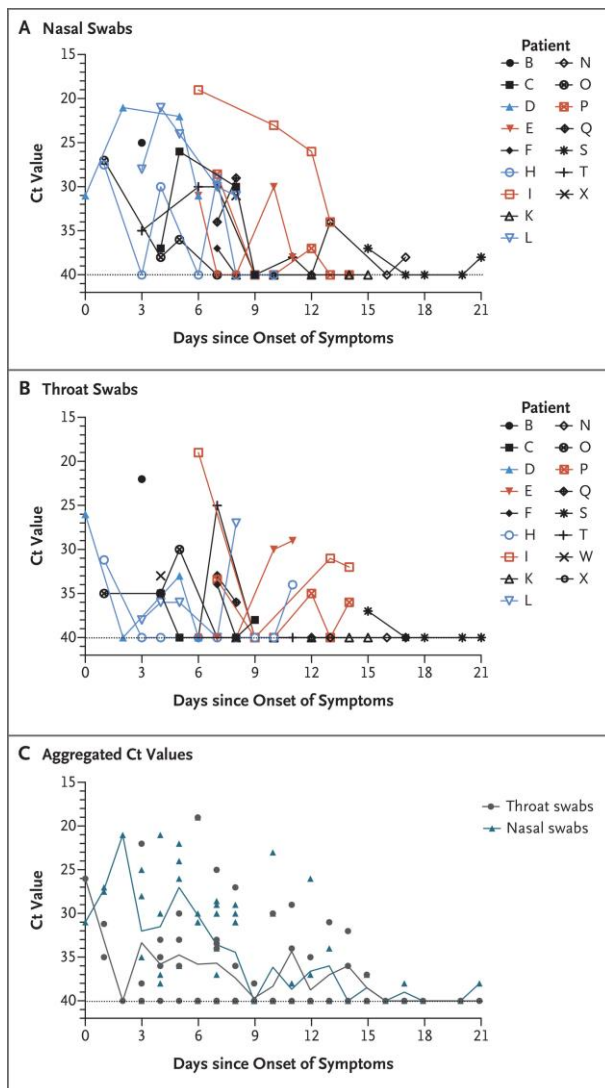 A Nasal Swabs
Patient
B N
C O
D P
E Q
F S
H T
I X
K
L
Ct Value
15
20
25
30
35
40
0 3 6 9 12 15 18 21
Days since Onset of Symptoms
B Throat Swabs
Patient
B N
C O
D P
E Q
F S
H T
I W
K X
L
Ct Value
15
20
25
30
35
40
0 3 6 9 12 15 18 21
Days since Onset of Symptoms
C Aggregated Ct Values
Throat swabs
Nasal swabs
Ct Value
15
20
25
30
35
40
0 3 6 9 12 15 18 21
Days since Onset of Symptoms